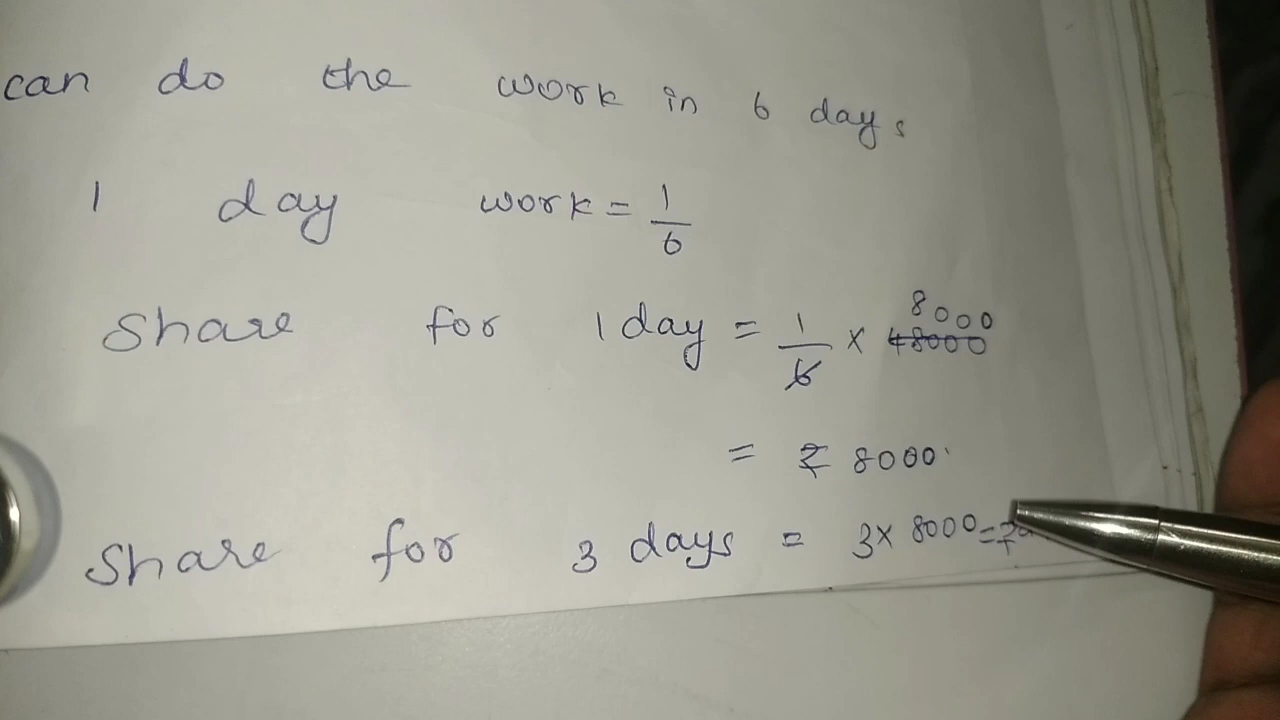 can do the work in 6 days
1 day work = 1/6
Share for 1 day = 1/6 × 48000 8000
= ₹ 8000
Share for 3 days = 3 × 8000 = ₹